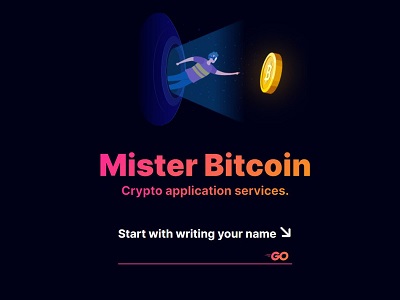 Mister Bitcoin
Crypto application services.
Start with writing your name
GO